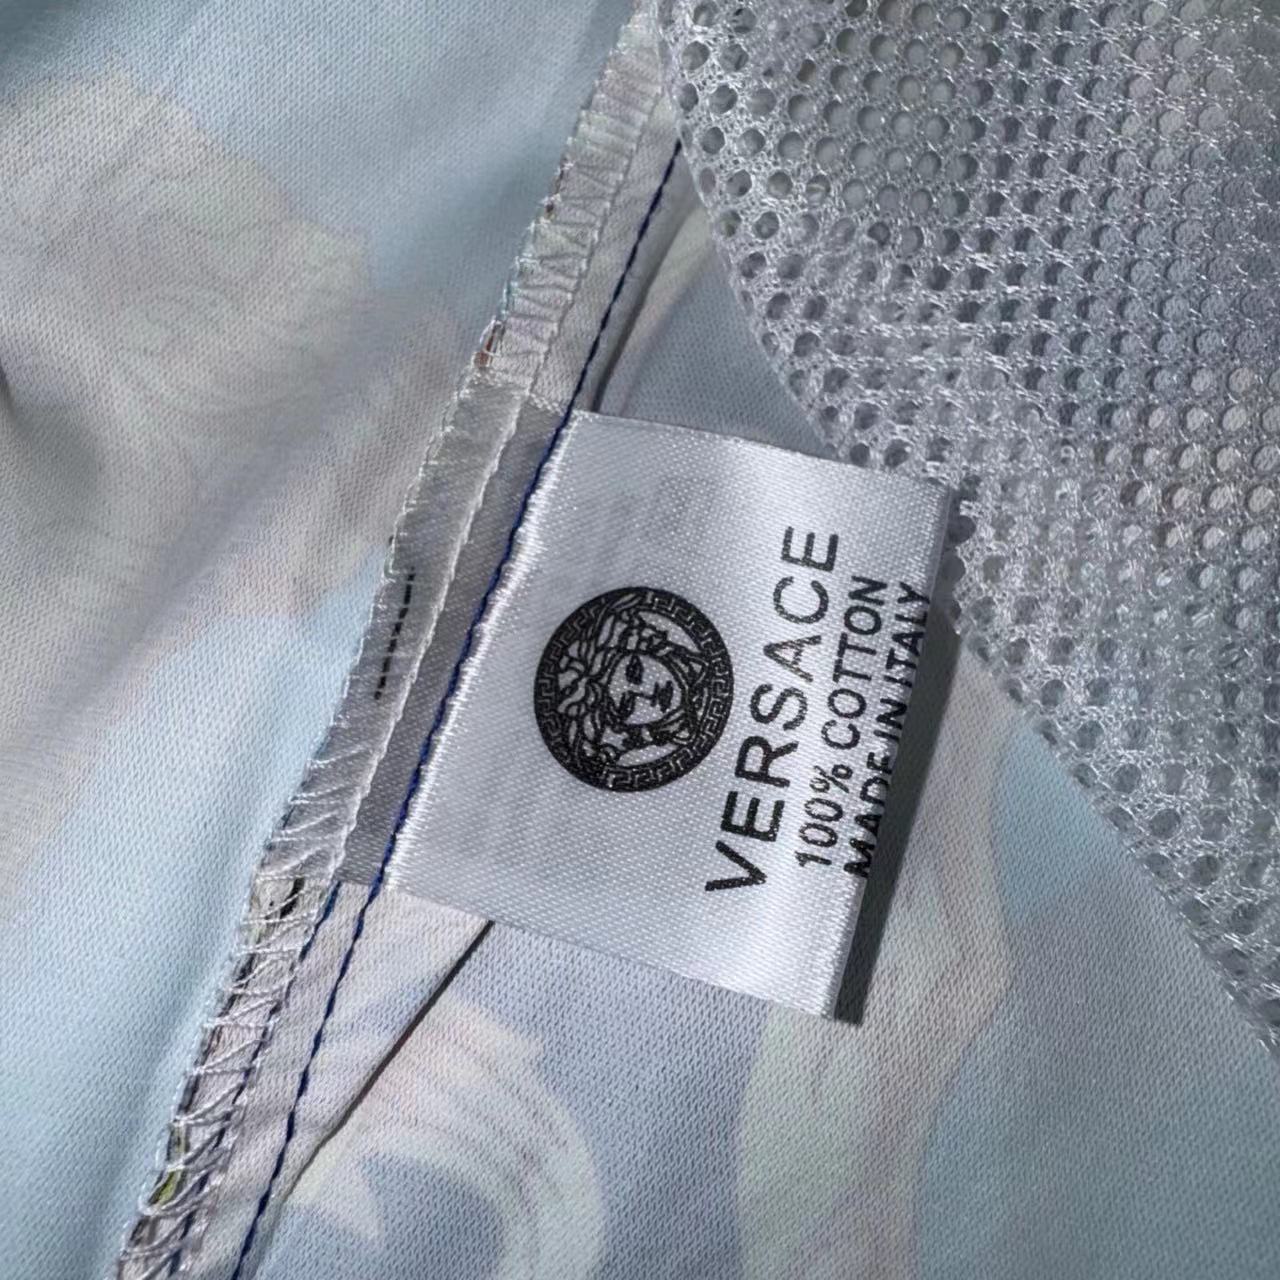 VERSACE
100% COTTON
MADE IN ITALY